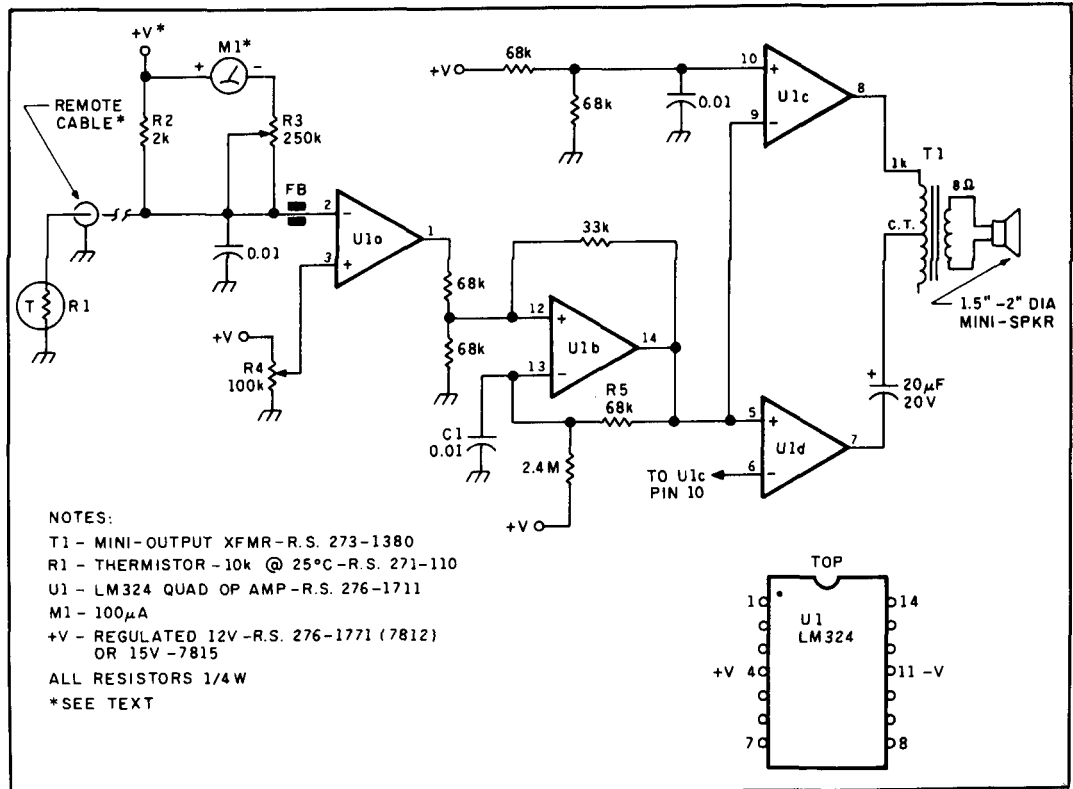 +V*
M1*
+
-
REMOTE
CABLE*
R2
2k
R3
250k
FB
2
-
U1a
1
3
+
0.01
T
R1
+V
R4
100k
68k
68k
33k
12
+
U1b
14
13
-
R5
68k
C1
0.01
2.4M
+V
+V
68k
68k
0.01
10
+
U1c
8
9
-
5
+
U1d
7
6
-
TO U1c
PIN 10
T1
1k
8Ω
C.T.
1.5"-2" DIA
MINI-SPKR
+
20µF
20V
NOTES:
T1 - MINI-OUTPUT XFMR-R.S. 273-1380
R1 - THERMISTOR -10k @ 25°C-R.S. 271-110
U1 - LM324 QUAD OP AMP-R.S. 276-1711
M1 - 100µA
+V - REGULATED 12V-R.S. 276-1771 (7812)
OR 15V -7815
ALL RESISTORS 1/4W
*SEE TEXT
TOP
1
14
U1
LM324
+V 4
11 -V
7
8